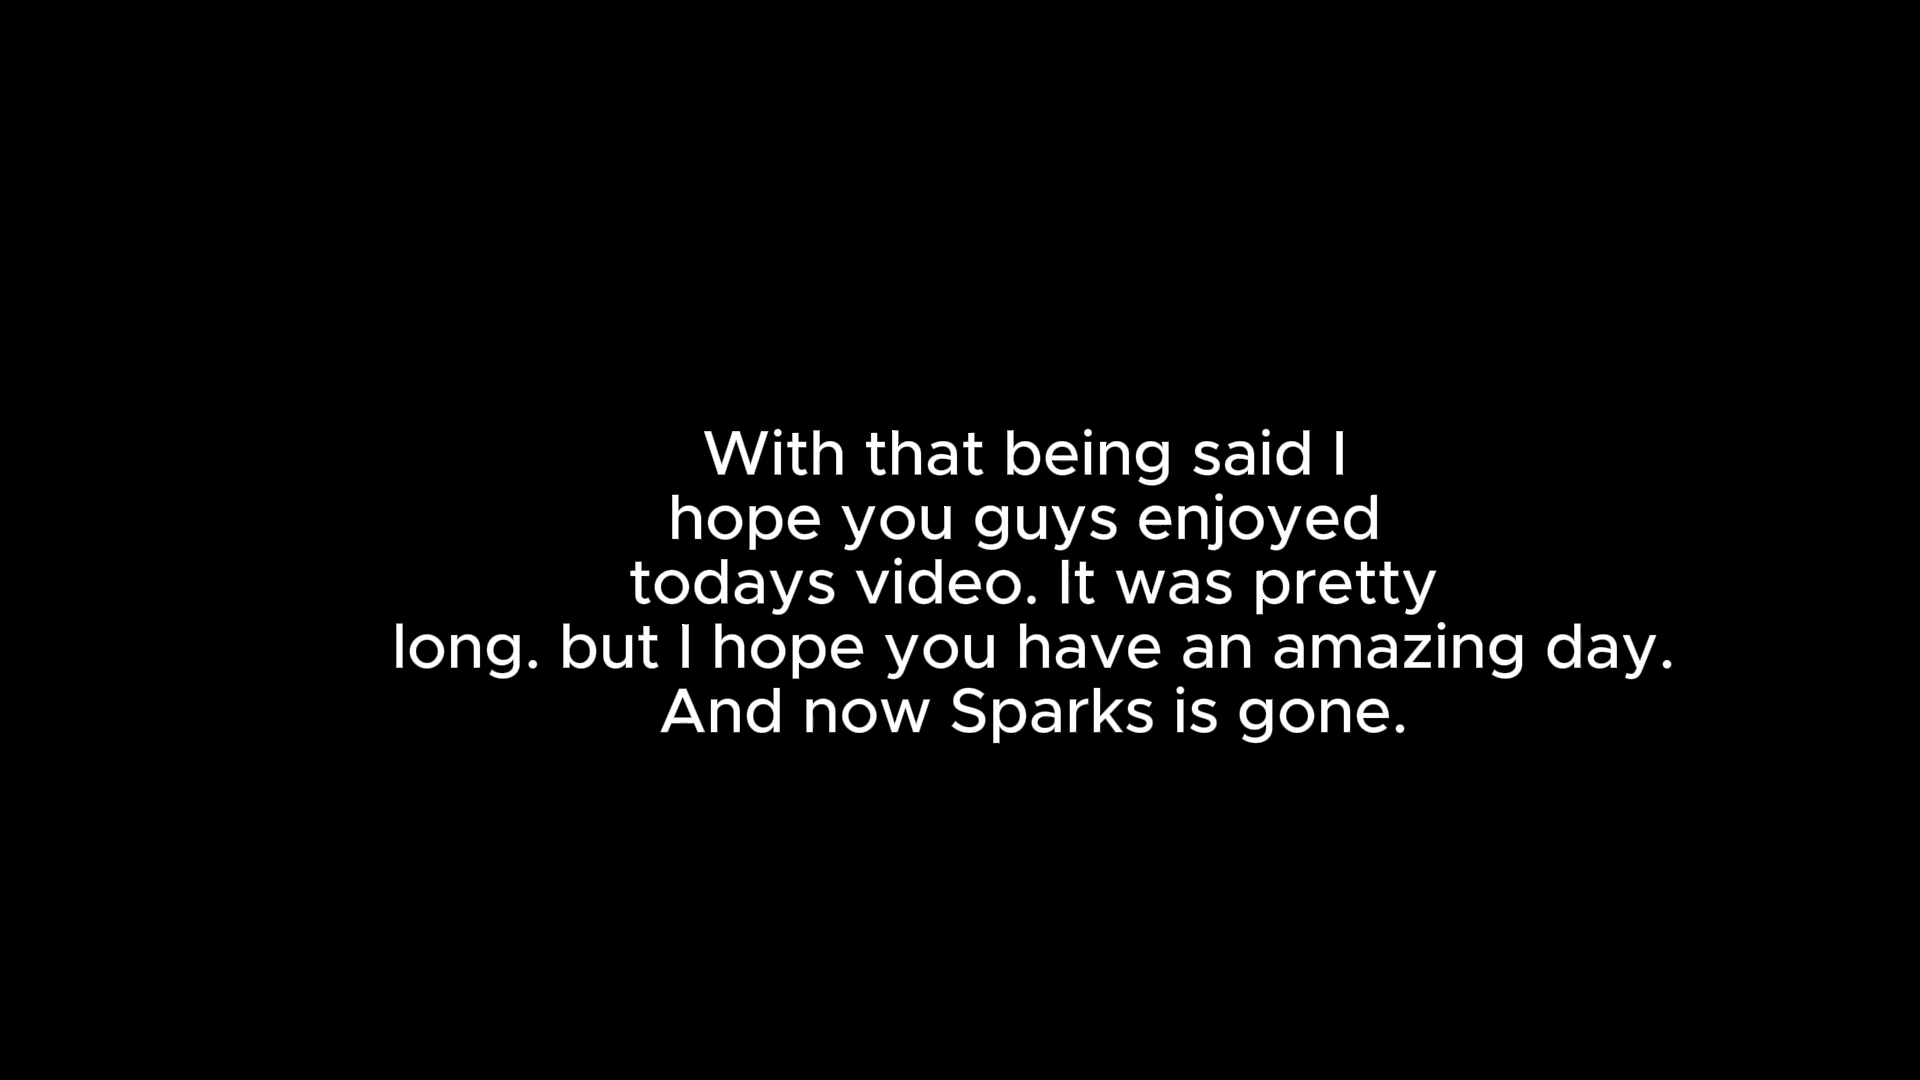 With that being said I
hope you guys enjoyed
todays video. It was pretty
long. but I hope you have an amazing day.
And now Sparks is gone.